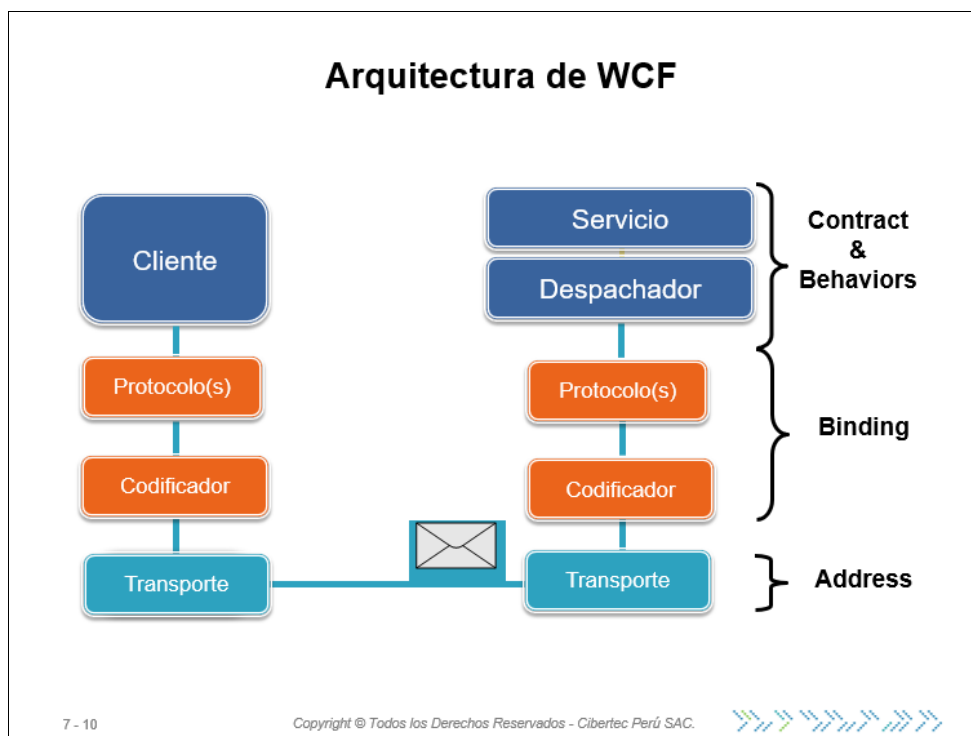 Arquitectura de WCF
Cliente
Protocolo(s)
Codificador
Transporte
Servicio
Despachador
Protocolo(s)
Codificador
Transporte
Contract
&
Behaviors
Binding
Address
7 - 10
Copyright © Todos los Derechos Reservados - Cibertec Perú SAC.